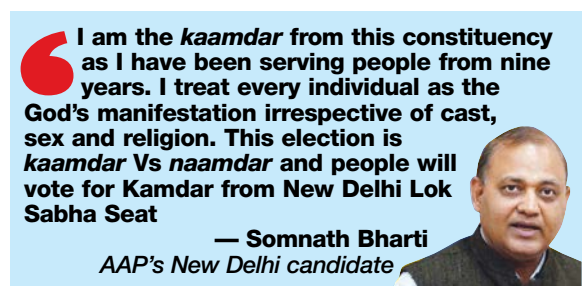 I am the kaamdar from this constituency
as I have been serving people from nine
years. I treat every individual as the
God's manifestation irrespective of cast,
sex and religion. This election is
kaamdar Vs naamdar and people will
vote for Kamdar from New Delhi Lok
Sabha Seat
— Somnath Bharti
AAP's New Delhi candidate